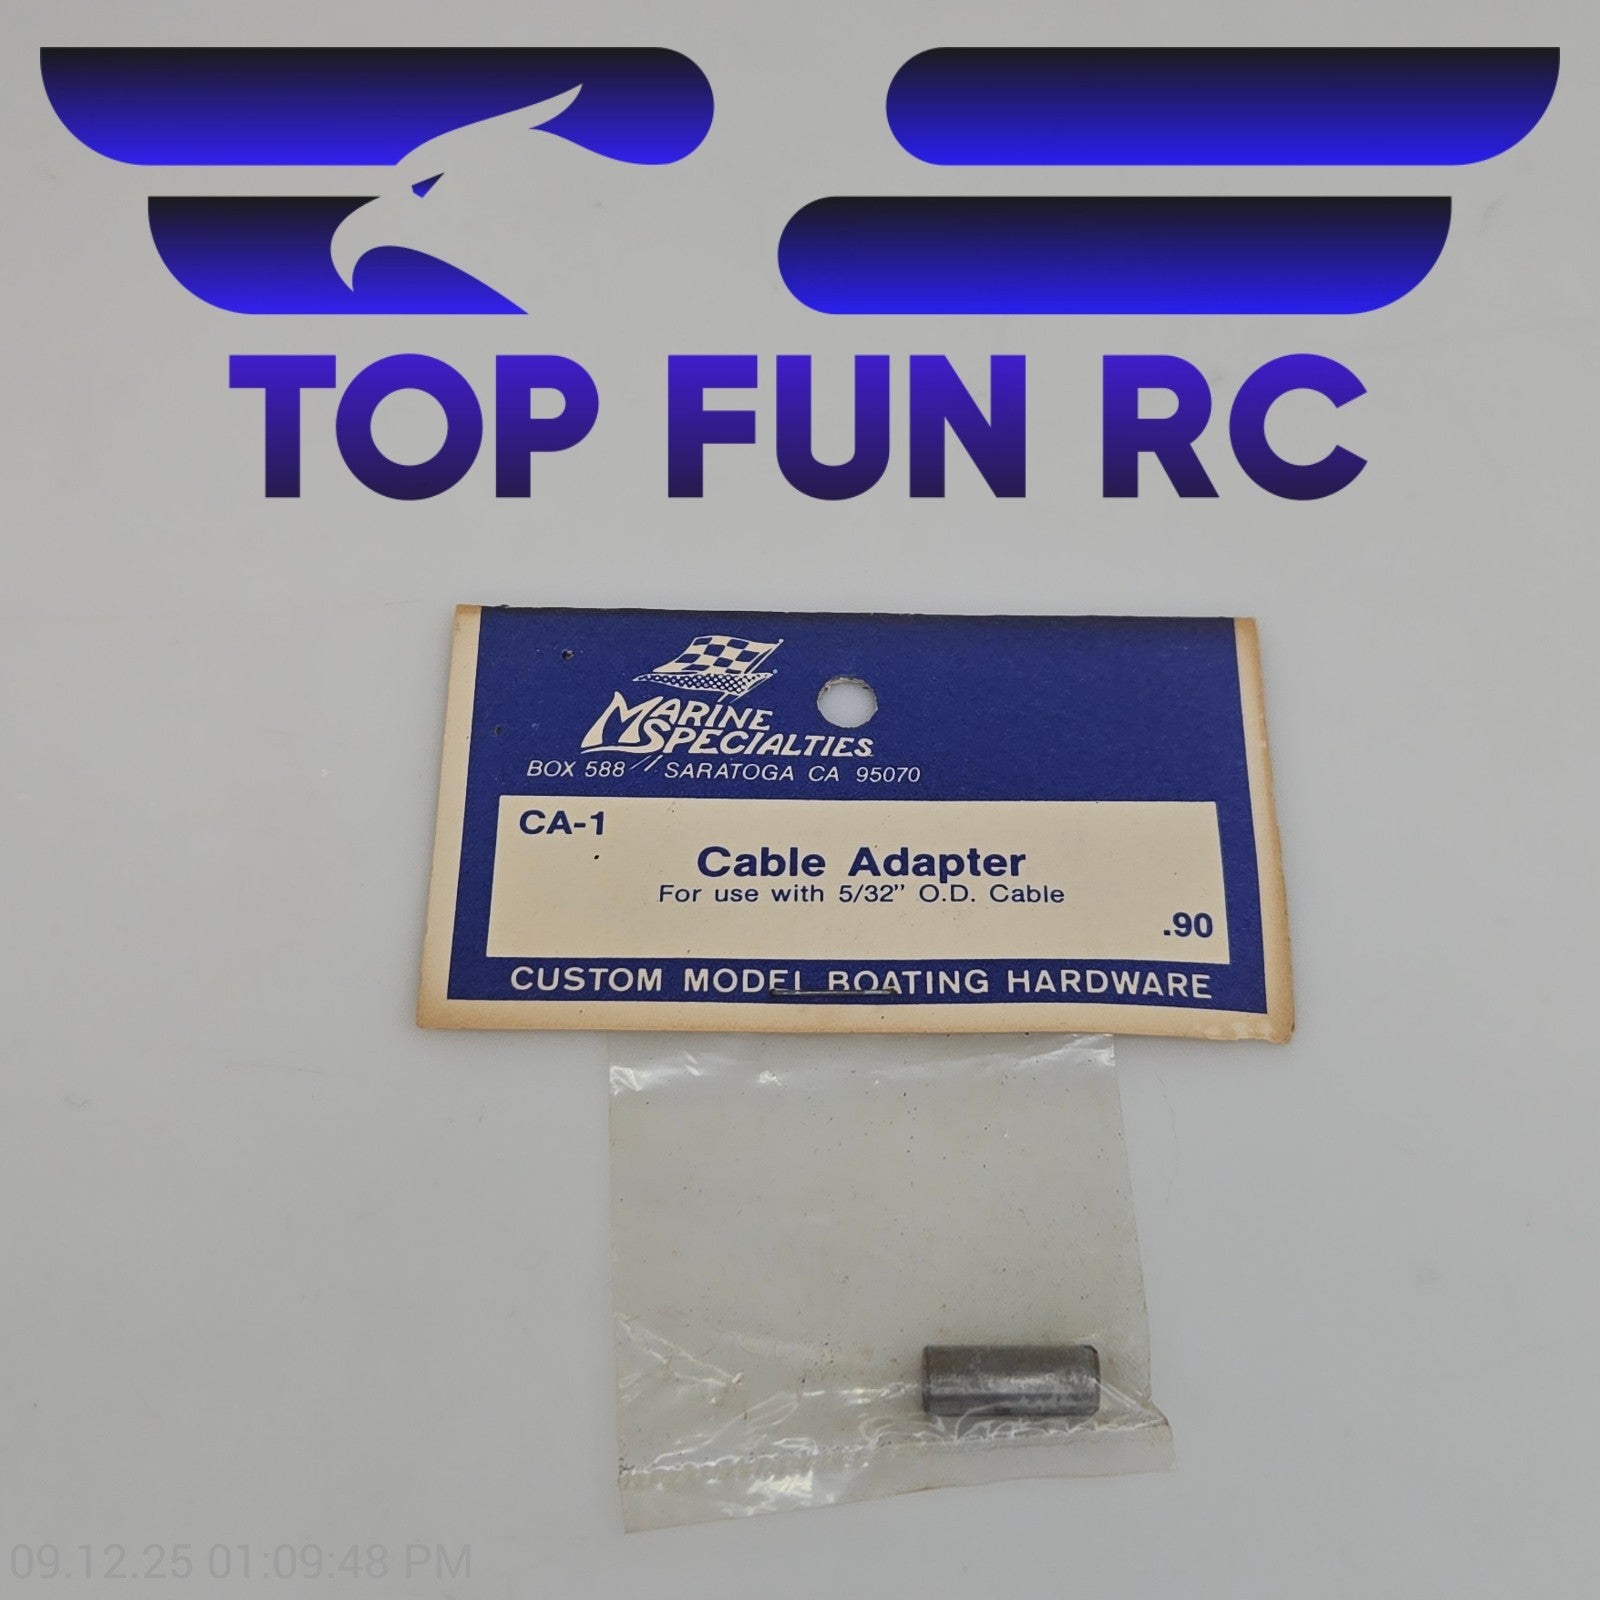 TOP FUN RC
MARINE
SPECIALTIES
BOX 588 // SARATOGA CA 95070
CA-1
Cable Adapter
For use with 5/32" O.D. Cable
.90
CUSTOM MODEL BOATING HARDWARE
09.12.25 01:09:48 PM